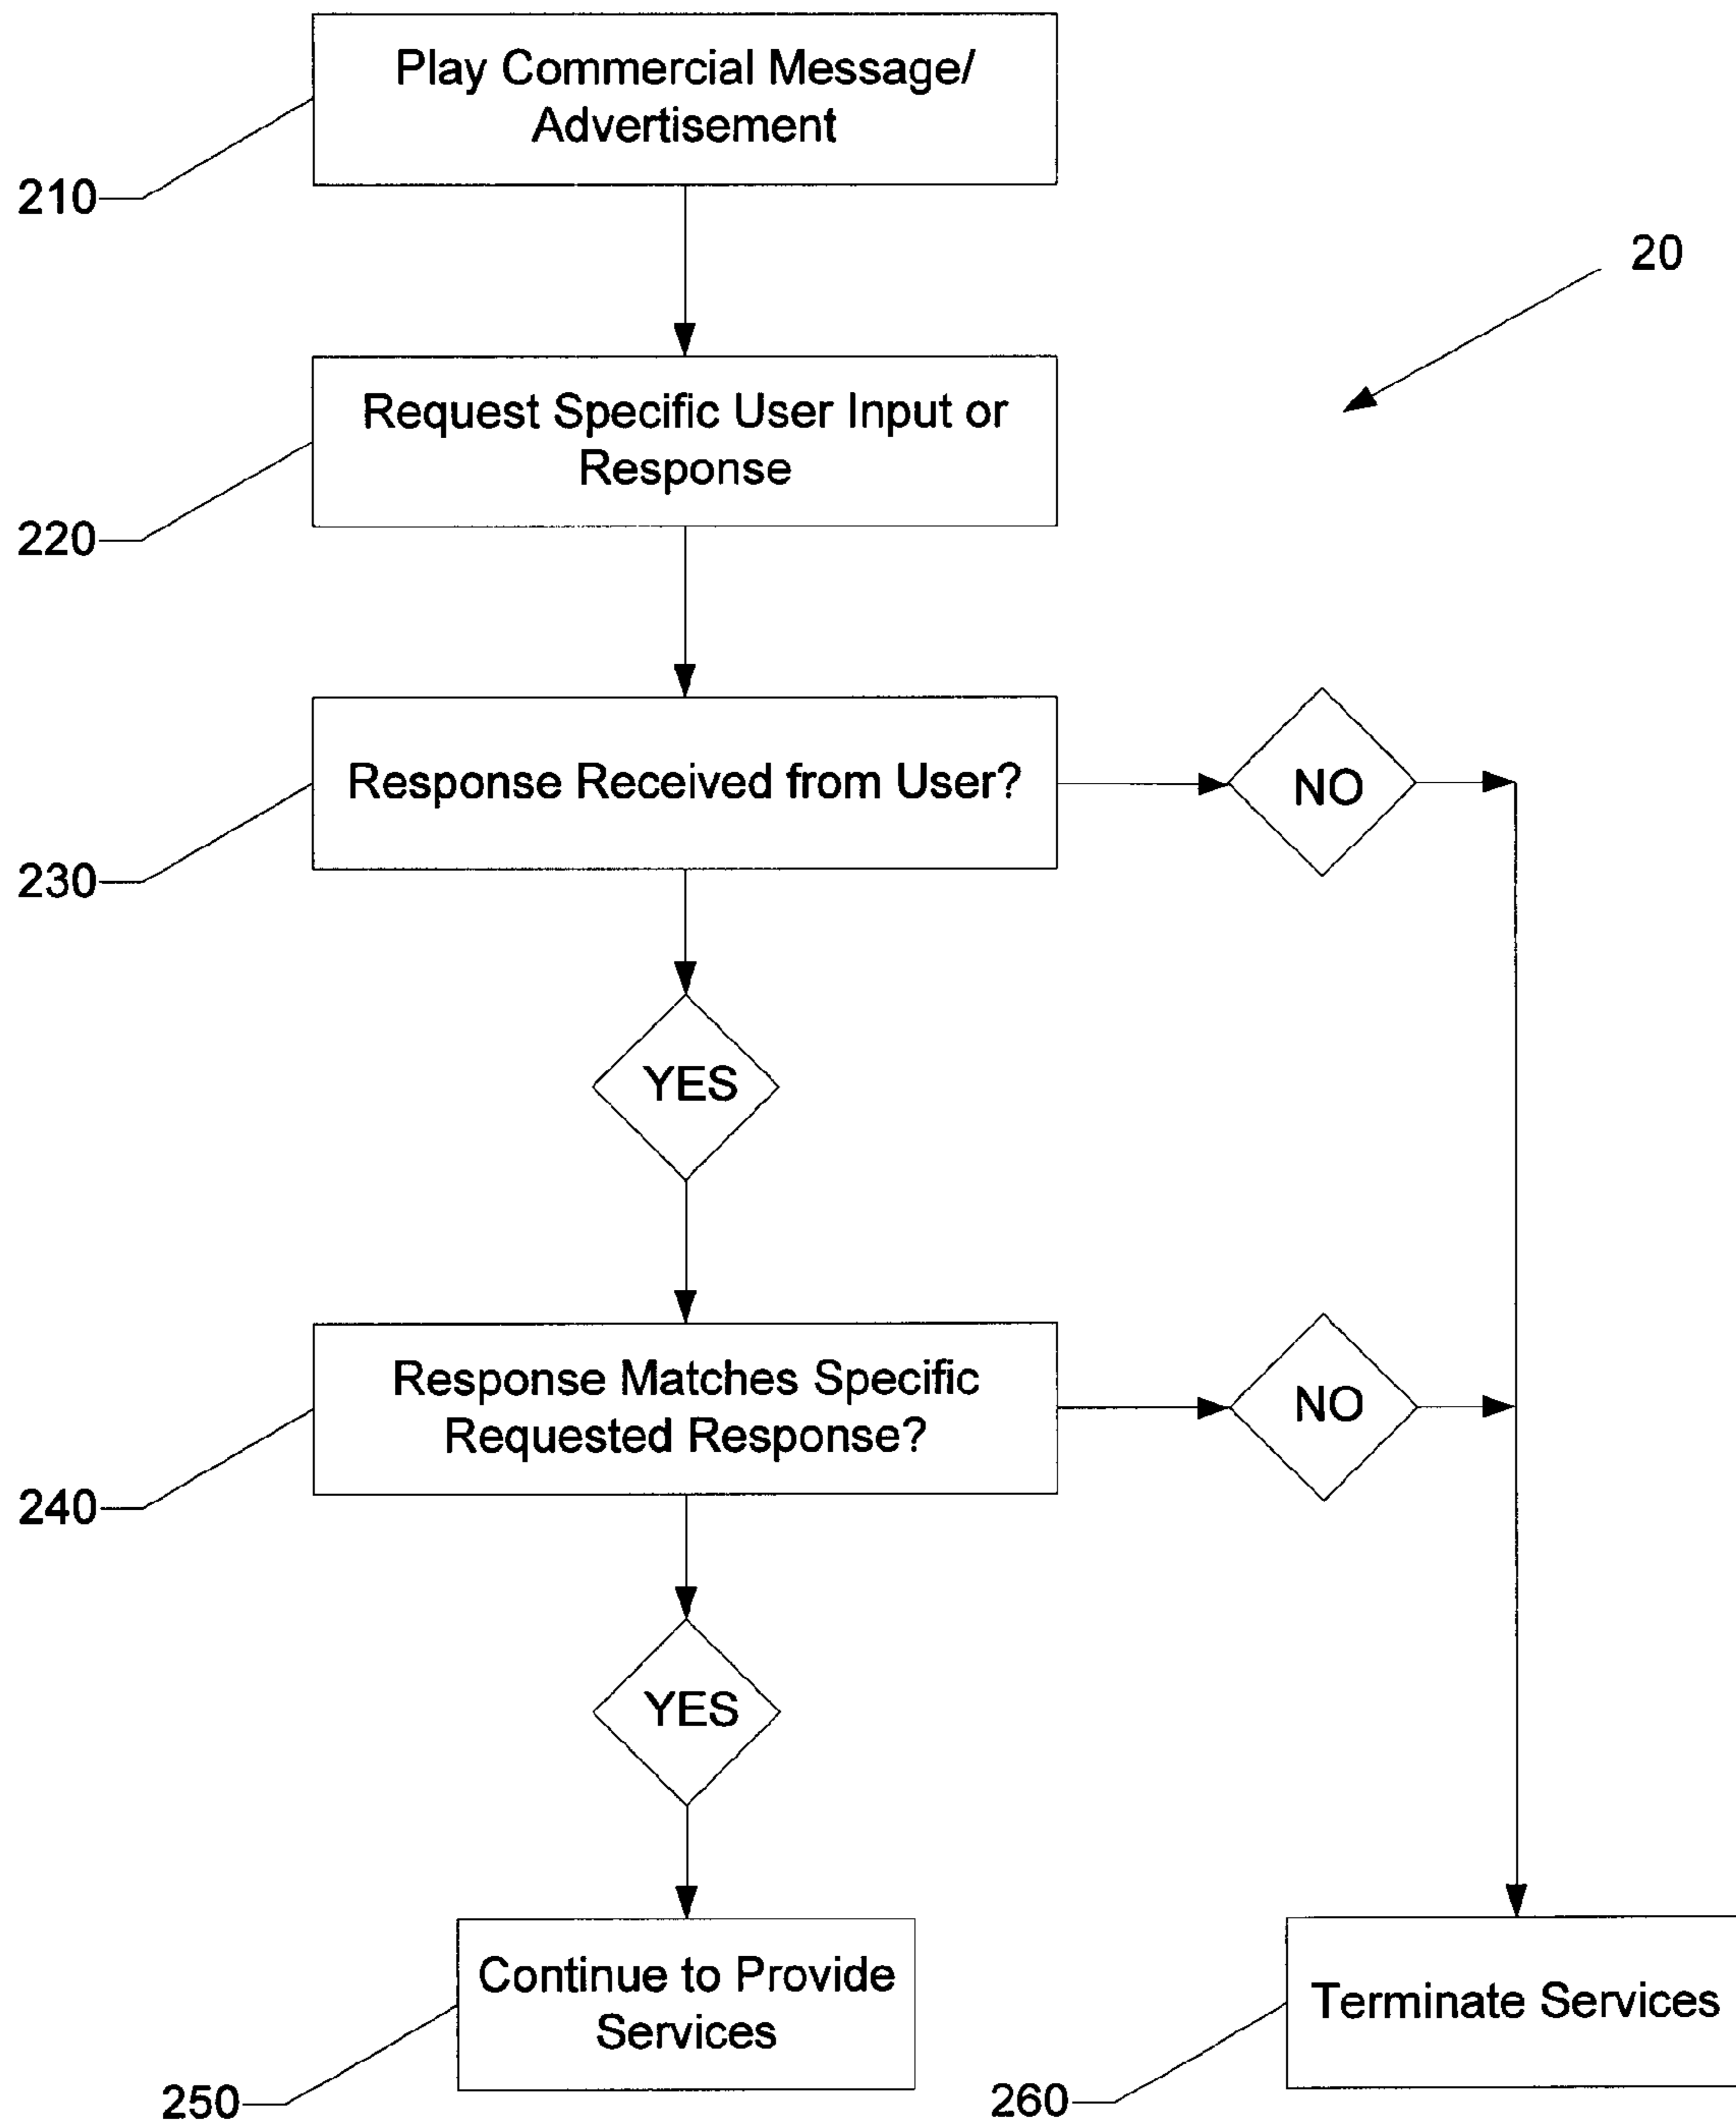 Play Commercial Message/
Advertisement
210
20
Request Specific User Input or
Response
220
Response Received from User?
NO
230
YES
Response Matches Specific
Requested Response?
NO
240
YES
Continue to Provide
Services
Terminate Services
250
260